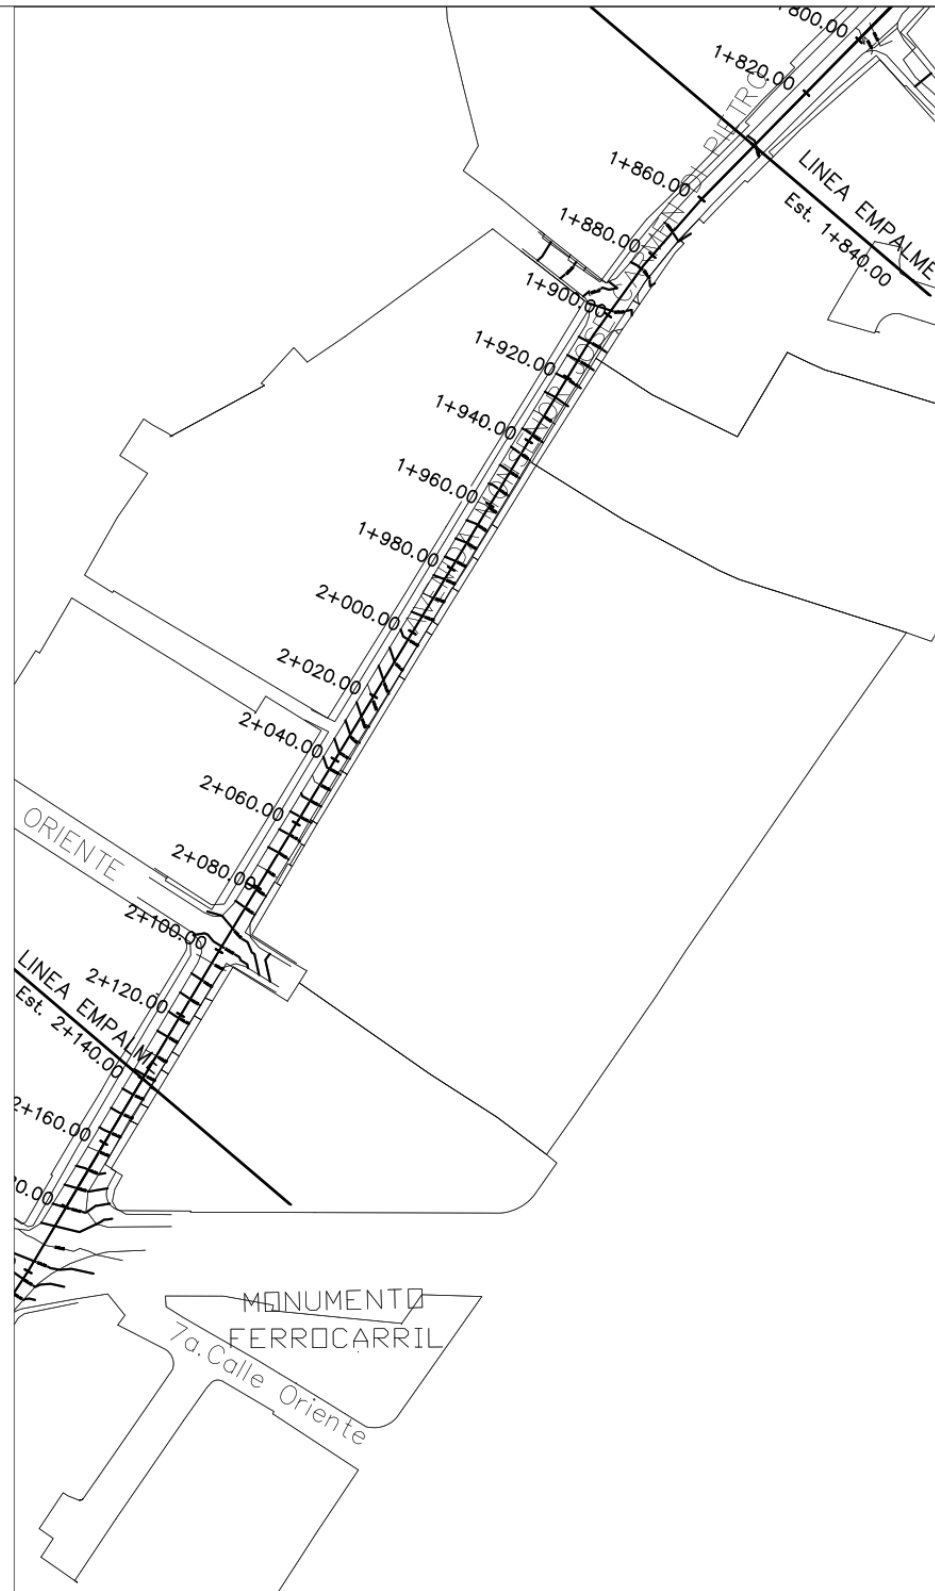 1+820.00
1+860.00
LINEA EMPALME
Est. 1+840.00
1+880.00
1+900.00
1+920.00
1+940.00
1+960.00
1+980.00
2+000.00
2+020.00
2+040.00
2+060.00
ORIENTE
2+080.00
2+100.00
LINEA EMPALME
Est. 2+140.00
2+120.00
2+160.00
MONUMENTO
FERROCARRIL
7a.Calle Oriente